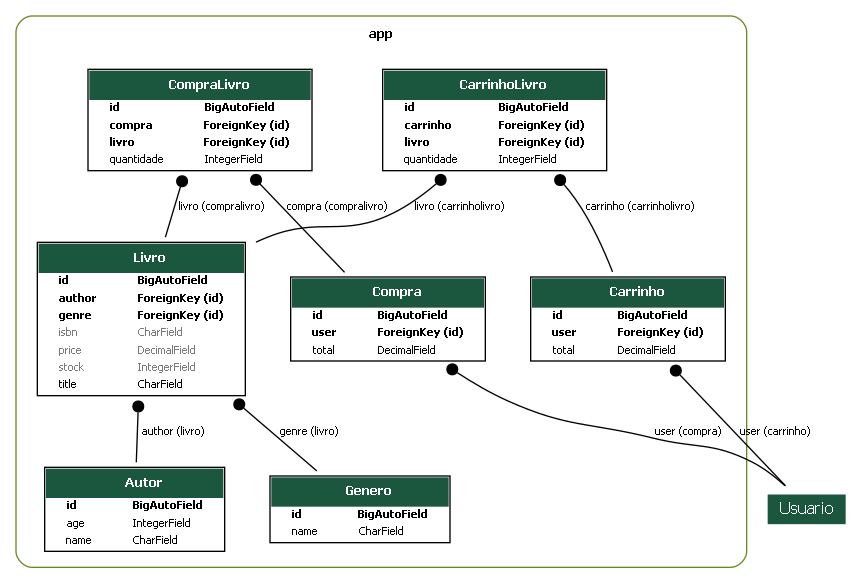 app
CompraLivro
id BigAutoField
compra ForeignKey (id)
livro ForeignKey (id)
quantidade IntegerField
CarrinhoLivro
id BigAutoField
carrinho ForeignKey (id)
livro ForeignKey (id)
quantidade IntegerField
livro (compralivro)
compra (compralivro)
livro (carrinholivro)
carrinho (carrinholivro)
Livro
id BigAutoField
author ForeignKey (id)
genre ForeignKey (id)
isbn CharField
price DecimalField
stock IntegerField
title CharField
Compra
id BigAutoField
user ForeignKey (id)
total DecimalField
Carrinho
id BigAutoField
user ForeignKey (id)
total DecimalField
author (livro)
genre (livro)
user (compra)
user (carrinho)
Autor
id BigAutoField
age IntegerField
name CharField
Genero
id BigAutoField
name CharField
Usuario